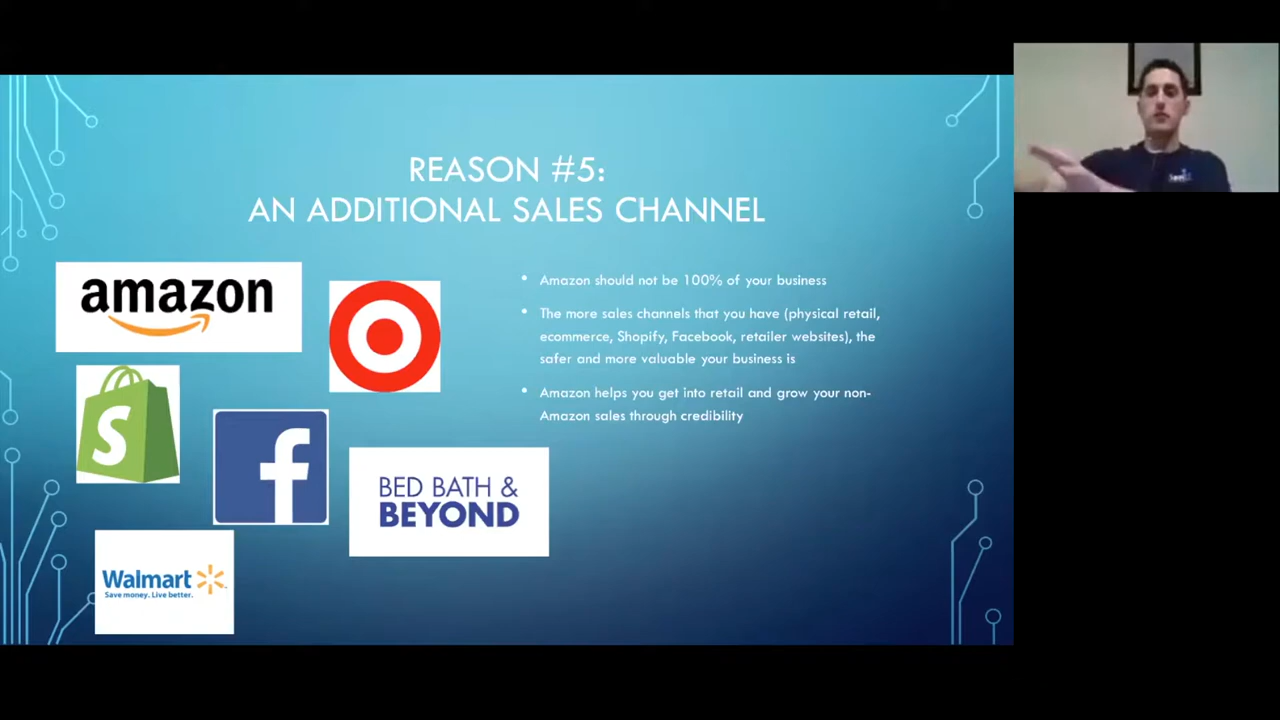 REASON #5:
AN ADDITIONAL SALES CHANNEL
amazon
S
f
BED BATH &
BEYOND
Walmart
Save money. Live better.
• Amazon should not be 100% of your business
• The more sales channels that you have (physical retail,
ecommerce, Shopify, Facebook, retailer websites), the
safer and more valuable your business is
• Amazon helps you get into retail and grow your non-
Amazon sales through credibility